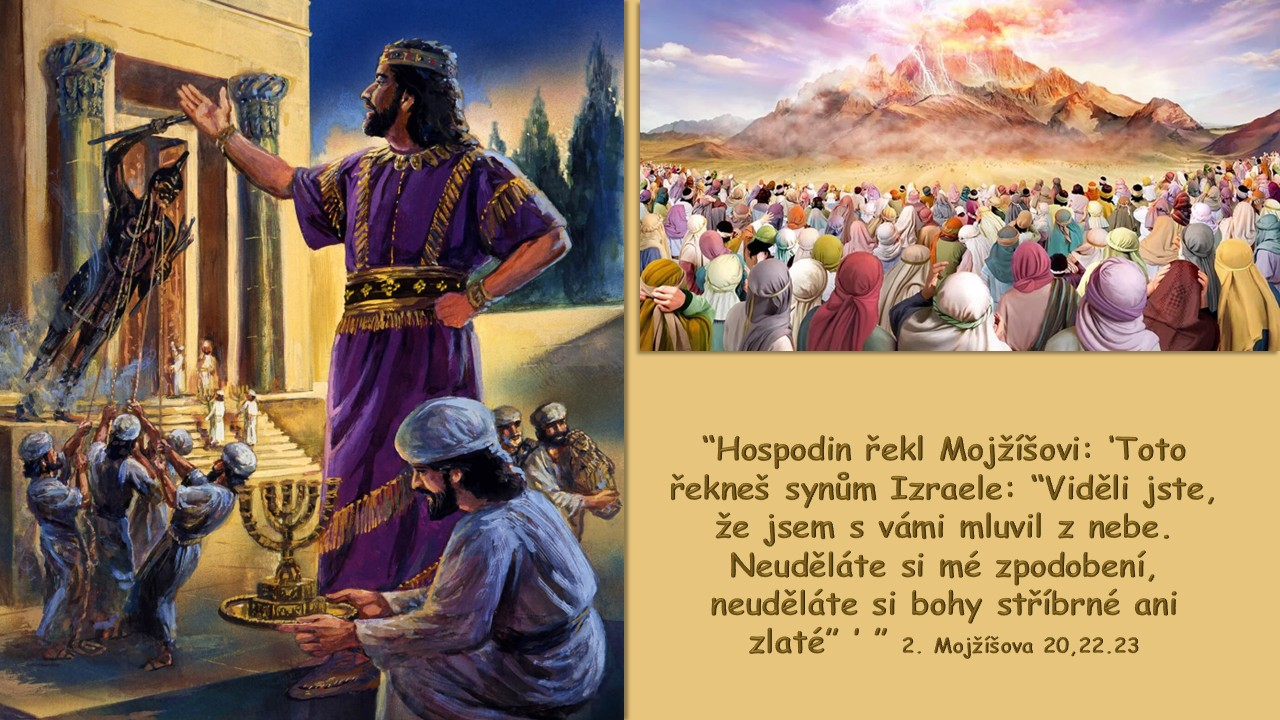 “Hospodin řekl Mojžíšovi: ‘Toto
řekneš synům Izraele: “Viděli jste,
že jsem s vámi mluvil z nebe.
Neuděláte si mé zpodobení,
neuděláte si bohy stříbrné ani
zlaté” ‘ ” 2. Mojžíšova 20,22.23